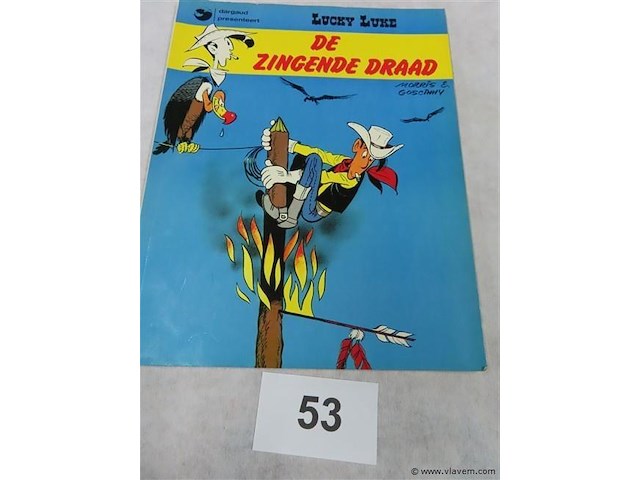 dargaud
presenteert
LUCKY LUKE
DE
ZINGENDE DRAAD
MORRIS &
GOSCINNY
53
© www.vlavem.com